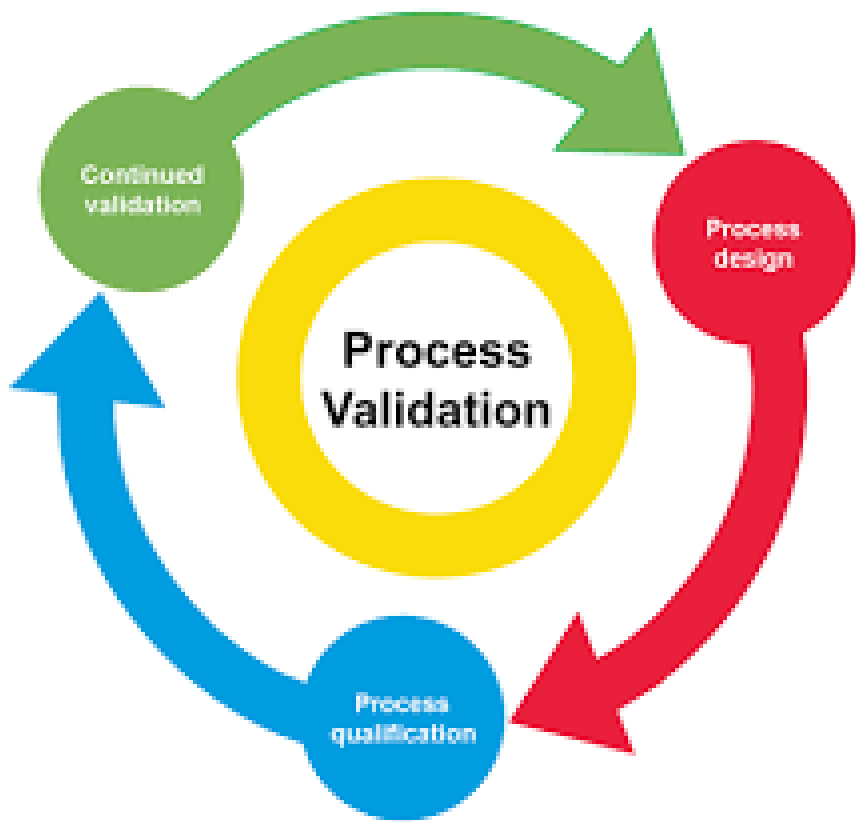 Continued
validation
Process
design
Process
Validation
Process
qualification